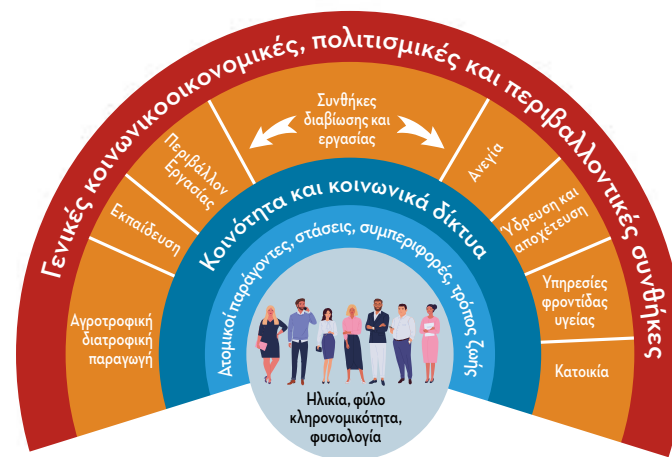 Γενικές κοινωνικοοικονομικές, πολιτισμικές και περιβαλλοντικές συνθήκες
Συνθήκες
διαβίωσης και
εργασίας
Αγροτροφική
διατροφική
παραγωγή
Εκπαίδευση
Περιβάλλον
Εργασίας
Ανεγία
Ύδρευση και
αποχέτευση
Υπηρεσίες
φροντίδας
υγείας
Κατοικία
Κοινότητα και κοινωνικά δίκτυα
Ατομικοί παράγοντες, στάσεις, συμπεριφορές, τρόπος ζωής
Ηλικία, φύλο
κληρονομικότητα,
φυσιολογία